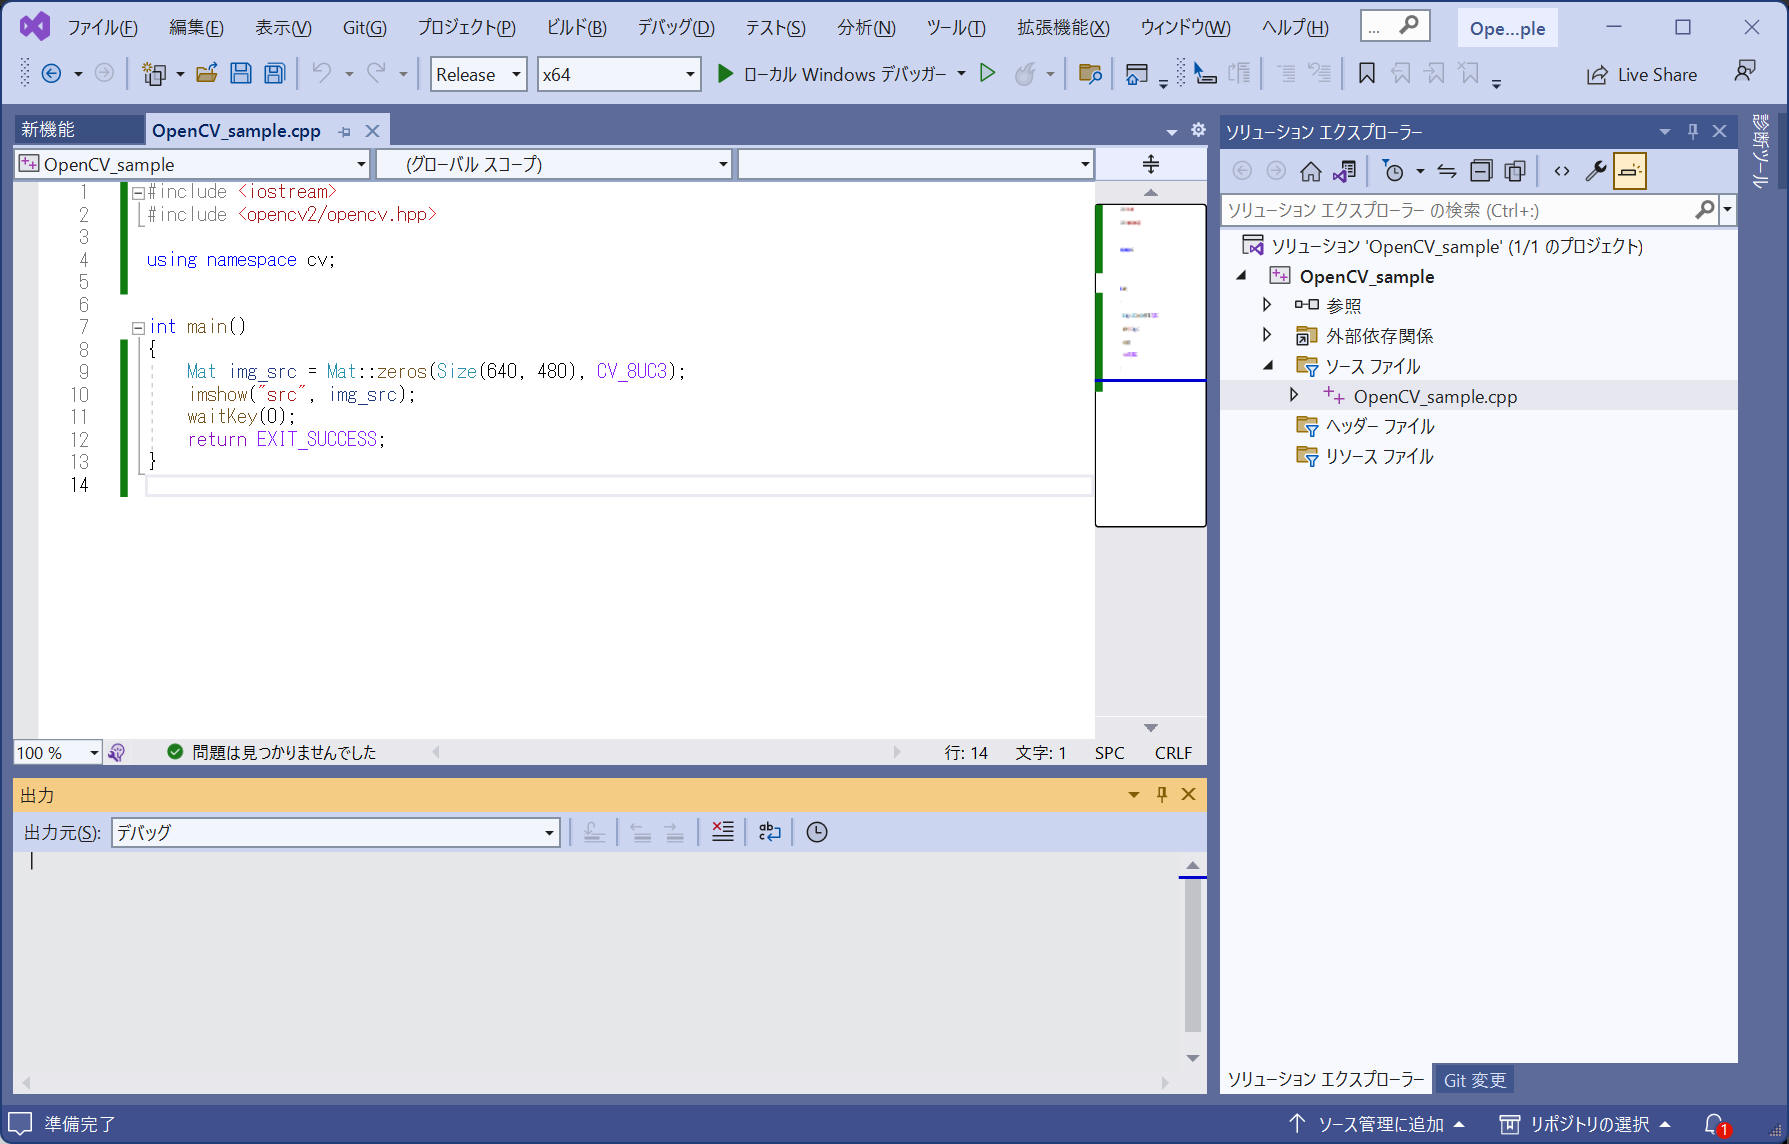 ファイル(F) 編集(E) 表示(V) Git(G) プロジェクト(P) ビルド(B) デバッグ(D) テスト(S) 分析(N) ツール(T) 拡張機能(X) ウィンドウ(W) ヘルプ(H) ... Ope...ple
Release x64 ローカル Windows デバッガー Live Share
新機能 OpenCV_sample.cpp
OpenCV_sample (グローバル スコープ)
1 #include <iostream>
2 #include <opencv2/opencv.hpp>
3
4 using namespace cv;
5
6
7 int main()
8 {
9 Mat img_src = Mat::zeros(Size(640, 480), CV_8UC3);
10 imshow("src", img_src);
11 waitKey(0);
12 return EXIT_SUCCESS;
13 }
14
100 % 問題は見つかりませんでした 行: 14 文字: 1 SPC CRLF
出力
出力元(S): デバッグ
ソリューション エクスプローラー
ソリューション エクスプローラー の検索 (Ctrl+:)
ソリューション 'OpenCV_sample' (1/1 のプロジェクト)
OpenCV_sample
参照
外部依存関係
ソース ファイル
OpenCV_sample.cpp
ヘッダー ファイル
リソース ファイル
ソリューション エクスプローラー Git 変更
診断ツール
準備完了 ソース管理に追加 リポジトリの選択 1